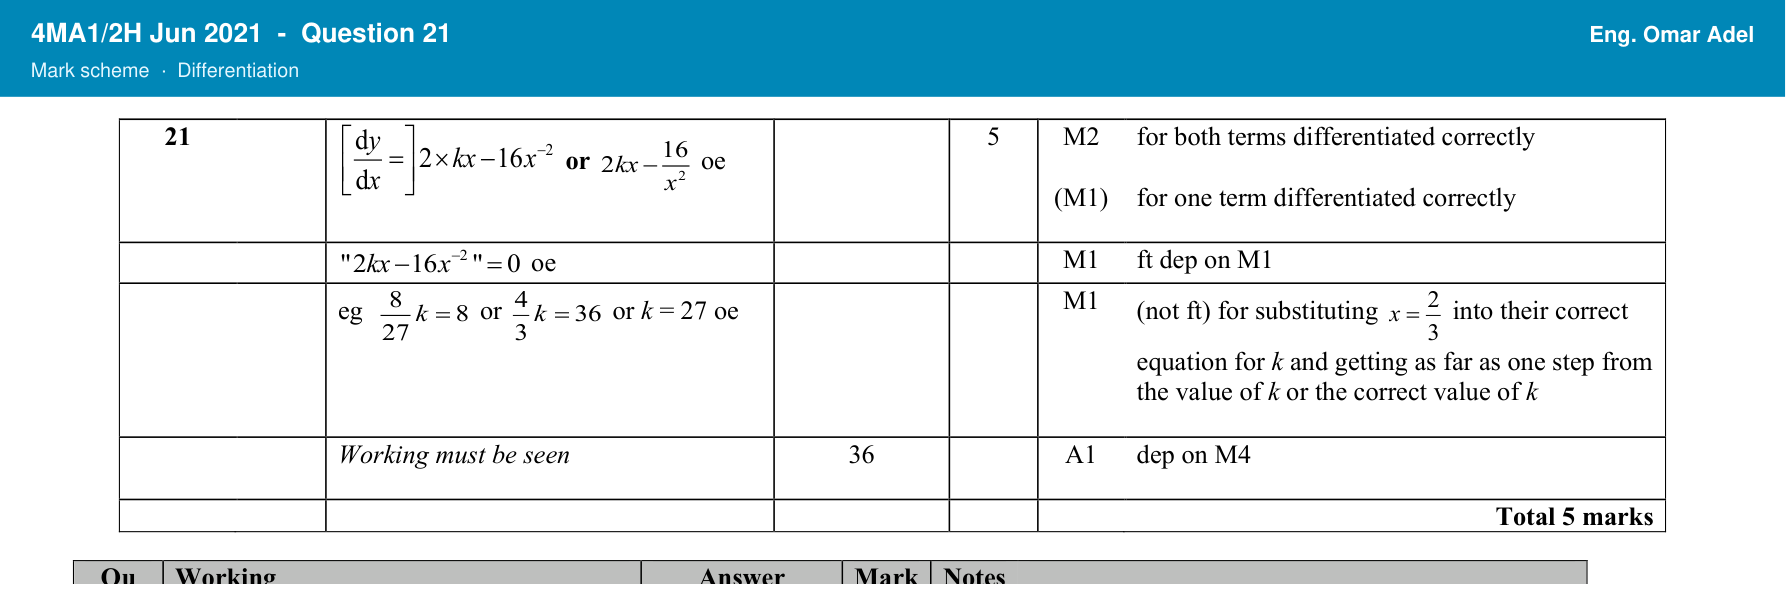 4MA1/2H Jun 2021 - Question 21
Eng. Omar Adel
Mark scheme · Differentiation
21 [dy/dx =] 2×kx−16x⁻² or 2kx − 16/x² oe 5 M2 for both terms differentiated correctly
(M1) for one term differentiated correctly
"2kx−16x⁻²"=0 oe M1 ft dep on M1
eg 8/27 k = 8 or 4/3 k = 36 or k = 27 oe M1 (not ft) for substituting x = 2/3 into their correct
equation for k and getting as far as one step from
the value of k or the correct value of k
Working must be seen 36 A1 dep on M4
Total 5 marks
Qu Working Answer Mark Notes